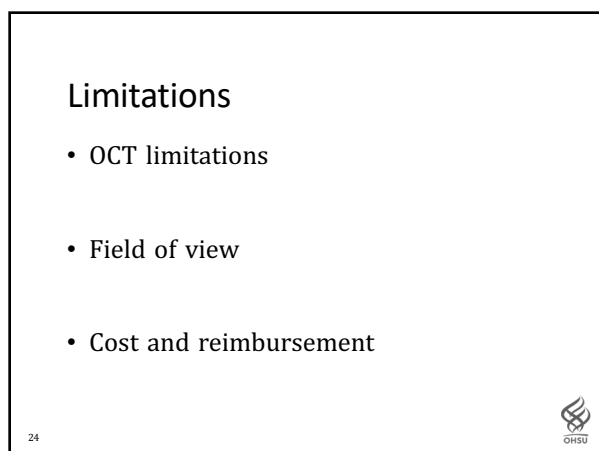 Limitations
• OCT limitations
• Field of view
• Cost and reimbursement
24
OHSU